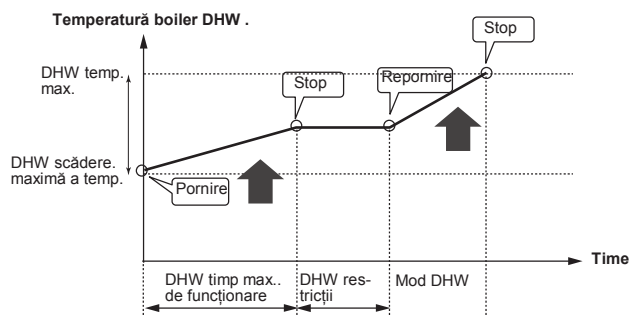 Temperatură boiler DHW .
Stop
DHW temp.
max.
Stop
Repornire
DHW scădere.
maximă a temp.
Pornire
Time
DHW timp max..
de funcționare
DHW res-
tricții
Mod DHW